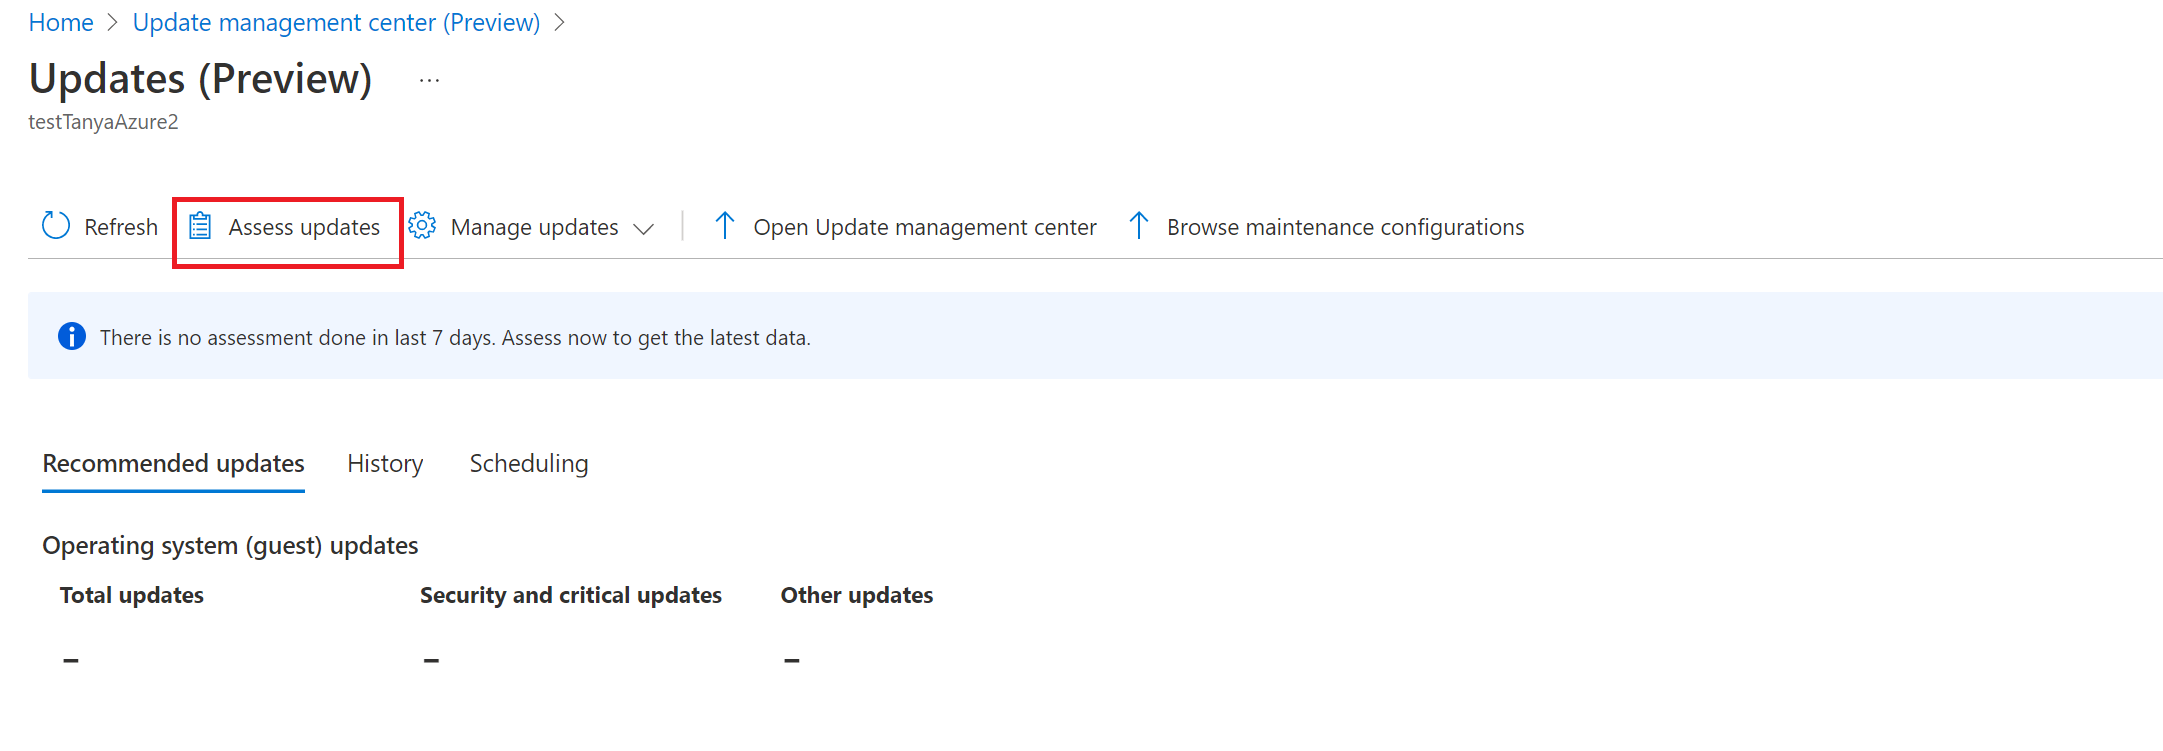 Home > Update management center (Preview) >
Updates (Preview) ...
testTanyaAzure2
Refresh Assess updates Manage updates Open Update management center Browse maintenance configurations
There is no assessment done in last 7 days. Assess now to get the latest data.
Recommended updates History Scheduling
Operating system (guest) updates
Total updates Security and critical updates Other updates
– – –